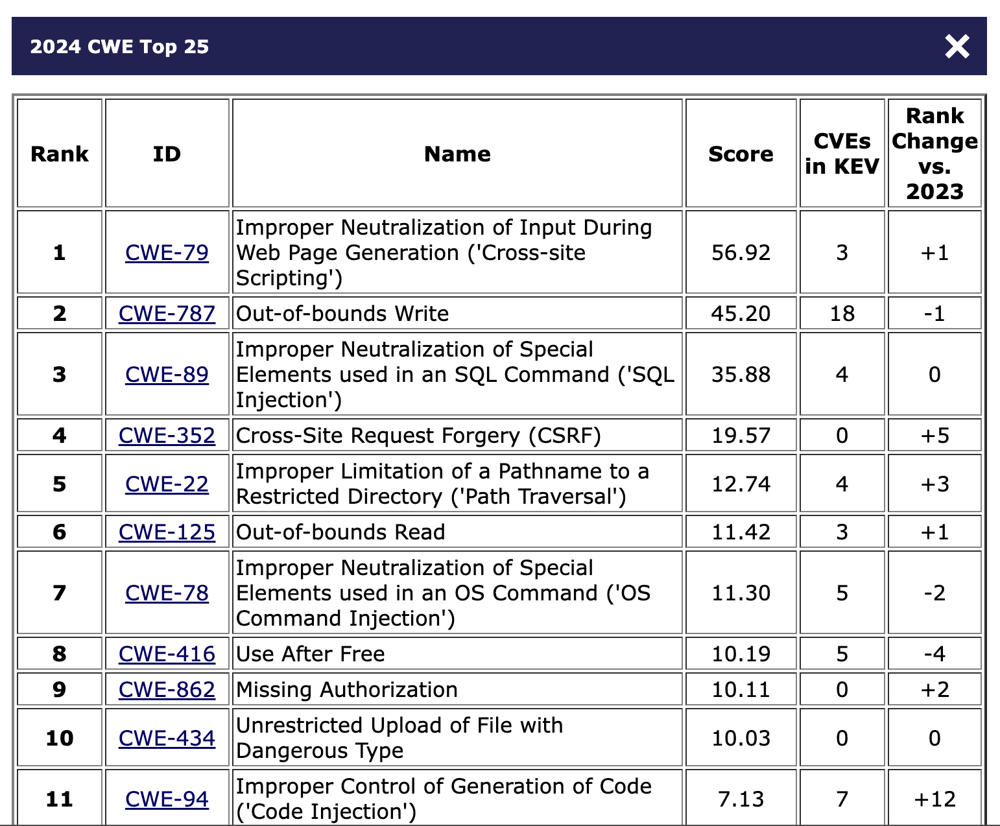 2024 CWE Top 25
Rank ID Name Score CVEs in KEV Rank Change vs. 2023
1 CWE-79 Improper Neutralization of Input During
Web Page Generation ('Cross-site
Scripting') 56.92 3 +1
2 CWE-787 Out-of-bounds Write 45.20 18 -1
3 CWE-89 Improper Neutralization of Special
Elements used in an SQL Command ('SQL
Injection') 35.88 4 0
4 CWE-352 Cross-Site Request Forgery (CSRF) 19.57 0 +5
5 CWE-22 Improper Limitation of a Pathname to a
Restricted Directory ('Path Traversal') 12.74 4 +3
6 CWE-125 Out-of-bounds Read 11.42 3 +1
7 CWE-78 Improper Neutralization of Special
Elements used in an OS Command ('OS
Command Injection') 11.30 5 -2
8 CWE-416 Use After Free 10.19 5 -4
9 CWE-862 Missing Authorization 10.11 0 +2
10 CWE-434 Unrestricted Upload of File with
Dangerous Type 10.03 0 0
11 CWE-94 Improper Control of Generation of Code
('Code Injection') 7.13 7 +12